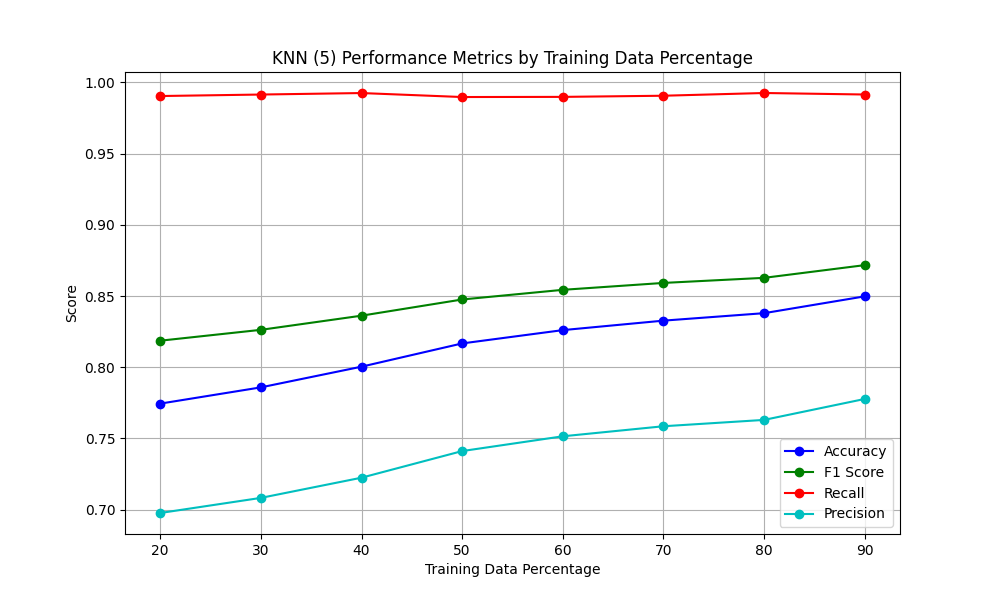 KNN (5) Performance Metrics by Training Data Percentage
Score
1.00
0.95
0.90
0.85
0.80
0.75
0.70
Accuracy
F1 Score
Recall
Precision
20 30 40 50 60 70 80 90
Training Data Percentage